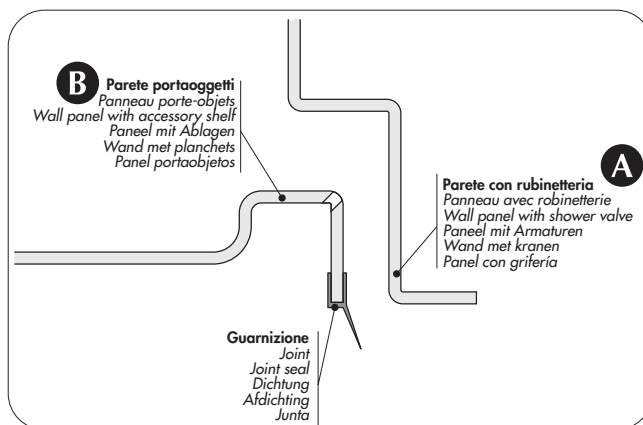 B
Parete portaoggetti
Panneau porte-objets
Wall panel with accessory shelf
Paneel mit Ablagen
Wand met planchets
Panel portaobjetos
A
Parete con rubinetteria
Panneau avec robinetterie
Wall panel with shower valve
Paneel mit Armaturen
Wand met kranen
Panel con grifería
Guarnizione
Joint
Joint seal
Dichtung
Afdichting
Junta